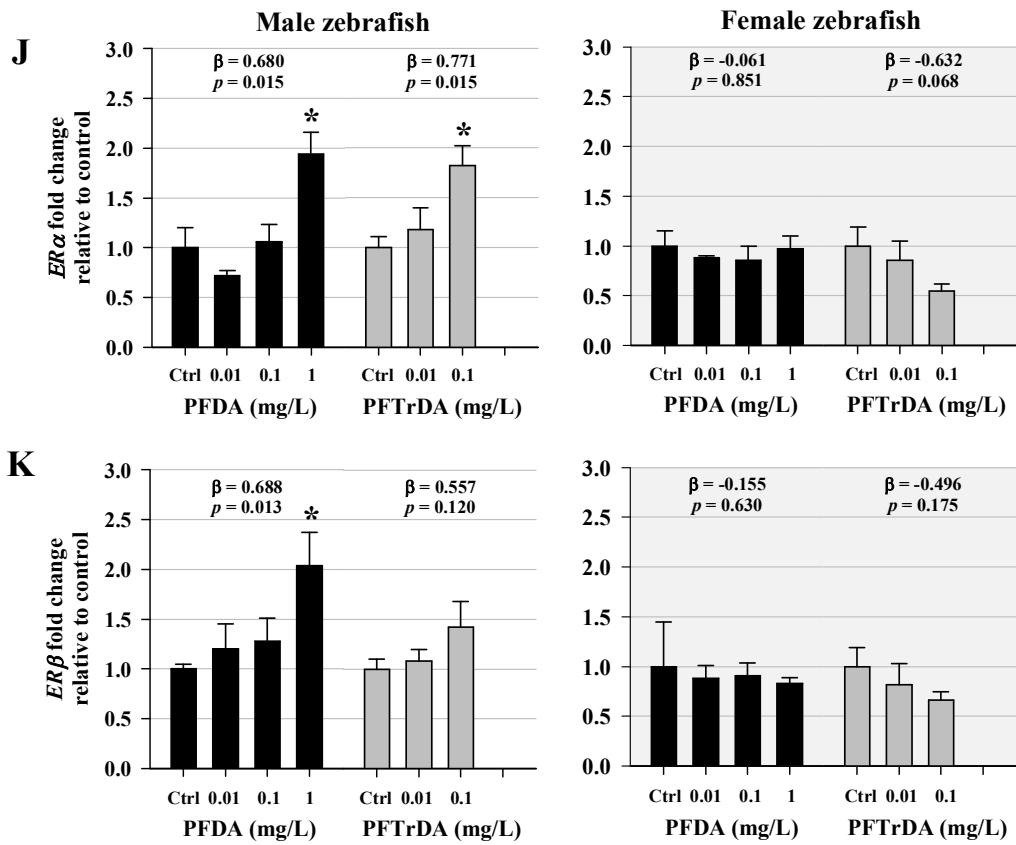 Male zebrafish
Female zebrafish
J
ERα fold change
relative to control
3.0
2.5
2.0
1.5
1.0
0.5
0.0
β = 0.680
p = 0.015
β = 0.771
p = 0.015
*
*
Ctrl 0.01 0.1 1
Ctrl 0.01 0.1
PFDA (mg/L)
PFTrDA (mg/L)
3.0
2.5
2.0
1.5
1.0
0.5
0.0
β = -0.061
p = 0.851
β = -0.632
p = 0.068
Ctrl 0.01 0.1 1
Ctrl 0.01 0.1
PFDA (mg/L)
PFTrDA (mg/L)
K
ERβ fold change
relative to control
3.0
2.5
2.0
1.5
1.0
0.5
0.0
β = 0.688
p = 0.013
β = 0.557
p = 0.120
*
Ctrl 0.01 0.1 1
Ctrl 0.01 0.1
PFDA (mg/L)
PFTrDA (mg/L)
3.0
2.5
2.0
1.5
1.0
0.5
0.0
β = -0.155
p = 0.630
β = -0.496
p = 0.175
Ctrl 0.01 0.1 1
Ctrl 0.01 0.1
PFDA (mg/L)
PFTrDA (mg/L)